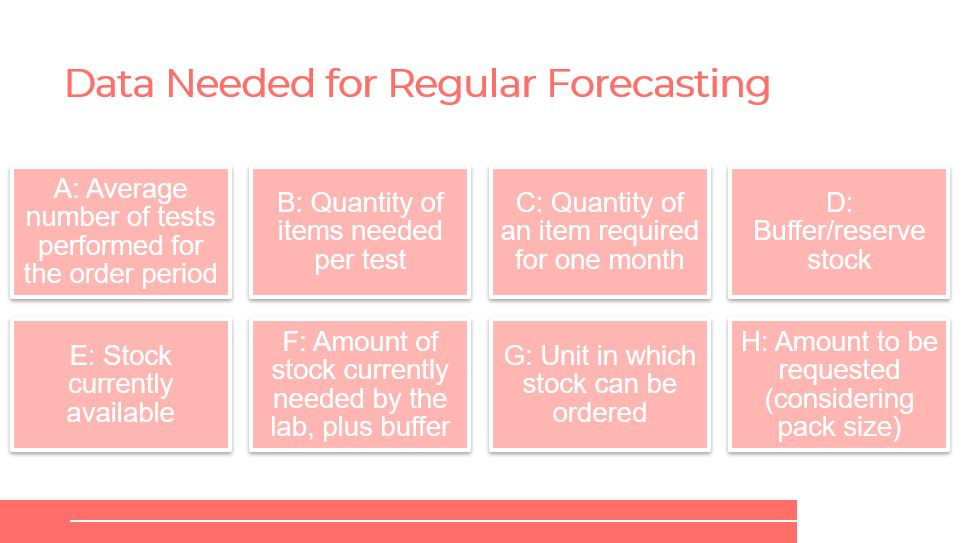 Data Needed for Regular Forecasting
A: Average
number of tests
performed for
the order period
B: Quantity of
items needed
per test
C: Quantity of
an item required
for one month
D:
Buffer/reserve
stock
E: Stock
currently
available
F: Amount of
stock currently
needed by the
lab, plus buffer
G: Unit in which
stock can be
ordered
H: Amount to be
requested
(considering
pack size)